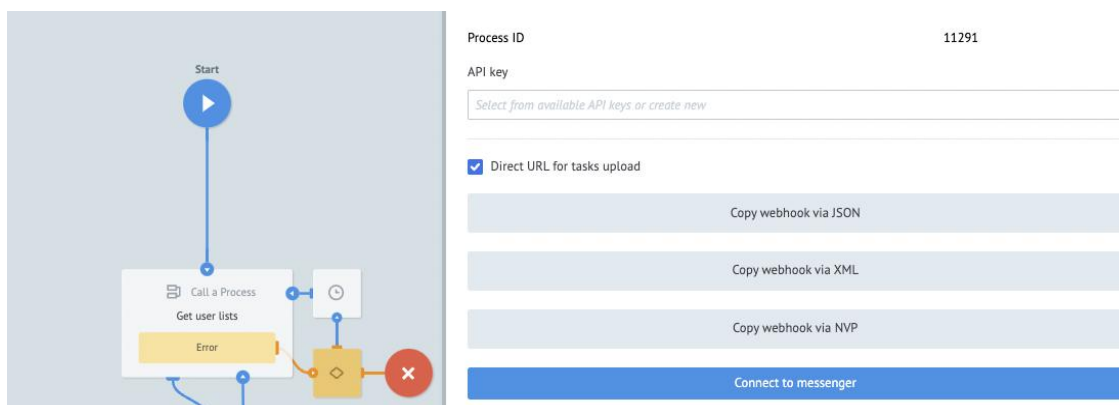 Start
Call a Process
Get user lists
Error
Process ID 11291
API key
Select from available API keys or create new
Direct URL for tasks upload
Copy webhook via JSON
Copy webhook via XML
Copy webhook via NVP
Connect to messenger